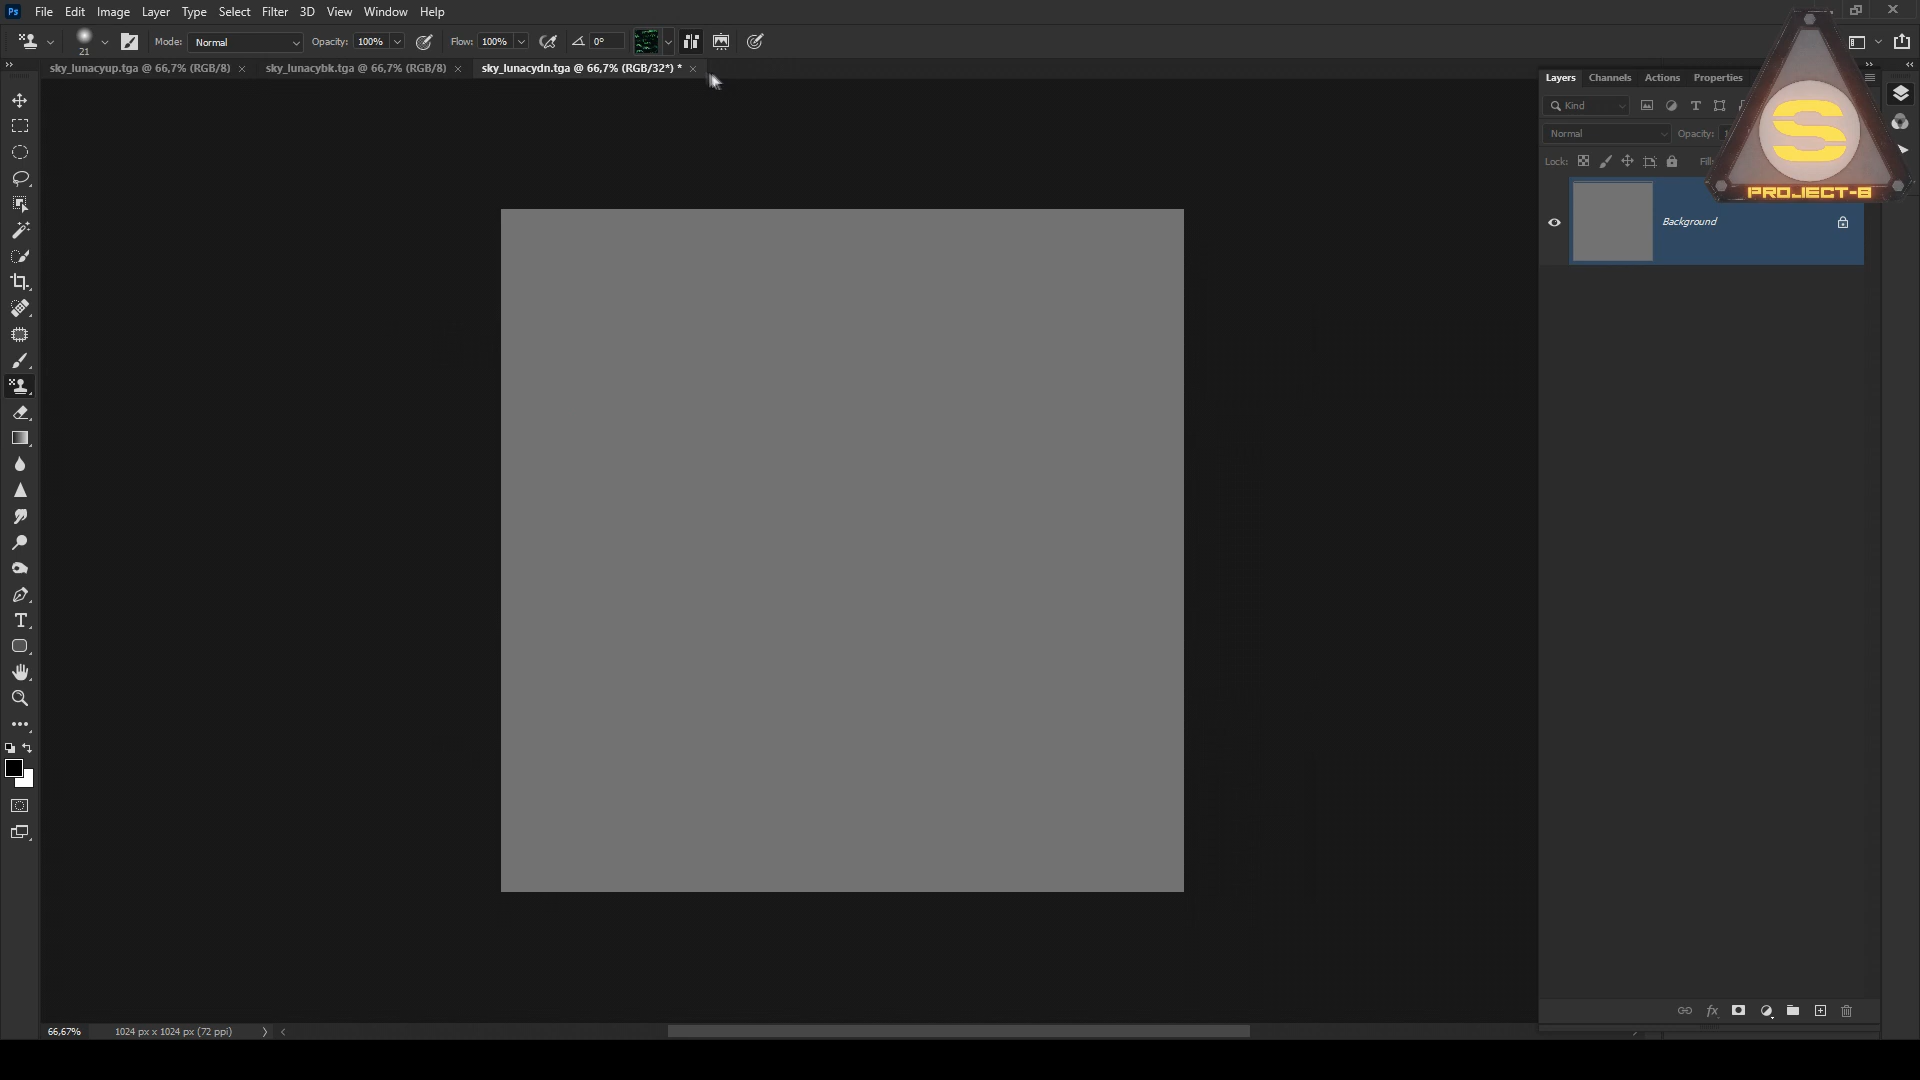 Ps File Edit Image Layer Type Select Filter 3D View Window Help
21 Mode: Normal Opacity: 100% Flow: 100% 0°
sky_lunacyup.tga @ 66,7% (RGB/8) sky_lunacybk.tga @ 66,7% (RGB/8) sky_lunacydn.tga @ 66,7% (RGB/32*) *
Layers Channels Actions Properties
Kind
Normal Opacity:
Lock:
S
PROJECT-8
Background
66,67% 1024 px x 1024 px (72 ppi)